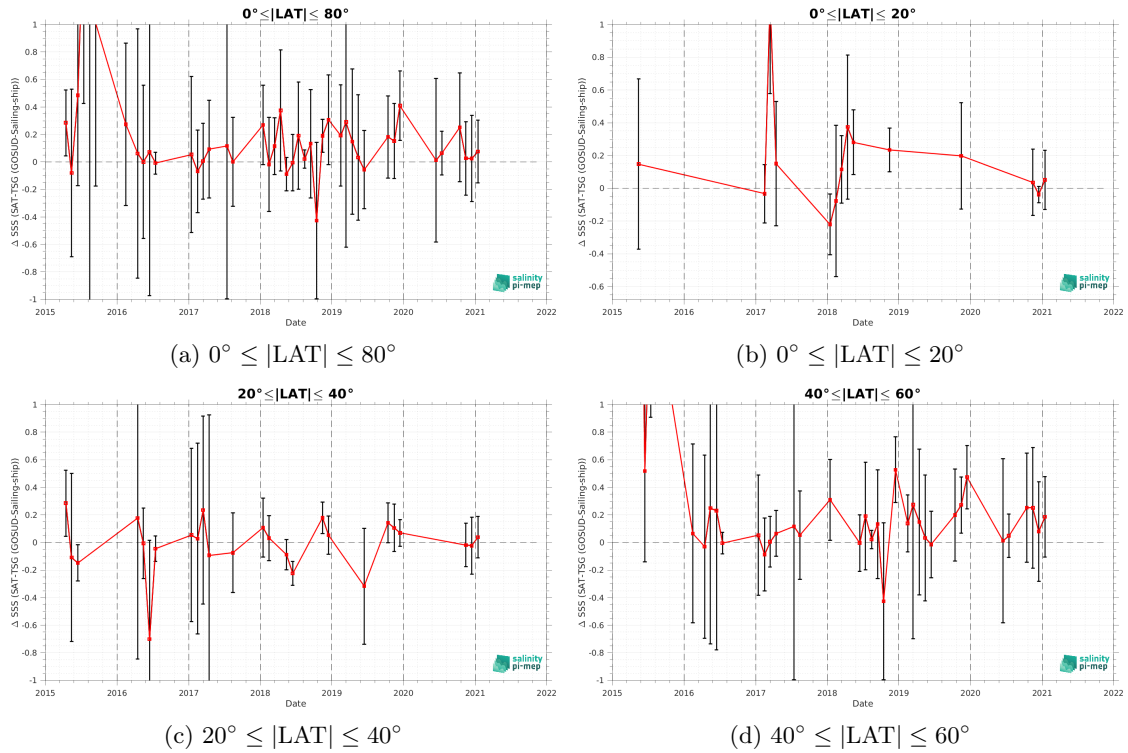 0°≤|LAT|≤ 80°
Δ SSS (SAT-TSG (GOSUD-Sailing-ship))
1
0.8
0.6
0.4
0.2
0
-0.2
-0.4
-0.6
-0.8
-1
2015 2016 2017 2018 2019 2020 2021 2022
Date
salinity
pi-mep
(a) 0° ≤ |LAT| ≤ 80°
0°≤|LAT|≤ 20°
Δ SSS (SAT-TSG (GOSUD-Sailing-ship))
1
0.8
0.6
0.4
0.2
0
-0.2
-0.4
-0.6
2015 2016 2017 2018 2019 2020 2021 2022
Date
salinity
pi-mep
(b) 0° ≤ |LAT| ≤ 20°
20°≤|LAT|≤ 40°
Δ SSS (SAT-TSG (GOSUD-Sailing-ship))
1
0.8
0.6
0.4
0.2
0
-0.2
-0.4
-0.6
-0.8
-1
2015 2016 2017 2018 2019 2020 2021 2022
Date
salinity
pi-mep
(c) 20° ≤ |LAT| ≤ 40°
40°≤|LAT|≤ 60°
Δ SSS (SAT-TSG (GOSUD-Sailing-ship))
1
0.8
0.6
0.4
0.2
0
-0.2
-0.4
-0.6
-0.8
-1
2015 2016 2017 2018 2019 2020 2021 2022
Date
salinity
pi-mep
(d) 40° ≤ |LAT| ≤ 60°